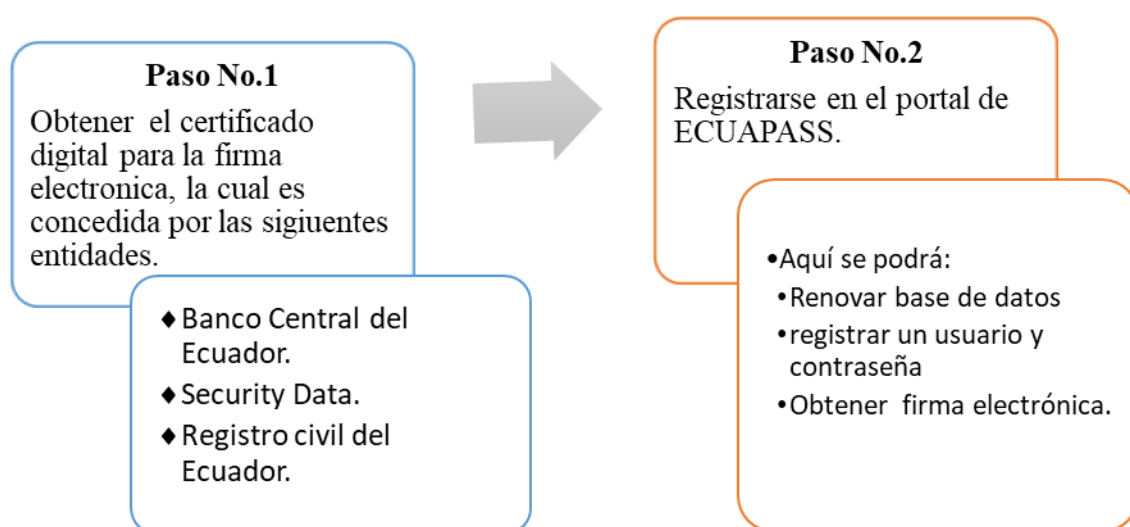 Paso No.1
Obtener el certificado
digital para la firma
electronica, la cual es
concedida por las sigiuentes
entidades.
♦Banco Central del
Ecuador.
♦Security Data.
♦Registro civil del
Ecuador.
Paso No.2
Registrarse en el portal de
ECUAPASS.
•Aquí se podrá:
•Renovar base de datos
•registrar un usuario y
contraseña
•Obtener firma electrónica.